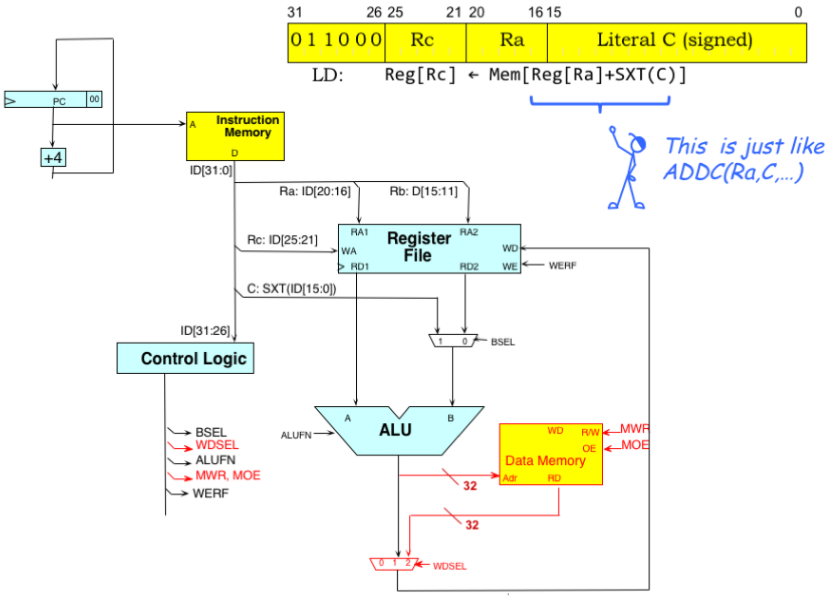 31 26 25 21 20 16 15 0
0 1 1 0 0 0 Rc Ra Literal C (signed)
LD: Reg[Rc] ← Mem[Reg[Ra]+SXT(C)]
This is just like
ADDC(Ra,C,...)
PC 00
+4
A Instruction
Memory
D
ID[31:0]
Ra: ID[20:16] Rb: D[15:11]
RA1 RA2
Rc: ID[25:21]
WA Register
File
WD
RD1 RD2 WE WERF
C: SXT(ID[15:0])
ID[31:26]
1 0 BSEL
Control Logic
A B
ALU
ALUFN
BSEL
WDSEL
ALUFN
MWR, MOE
WERF
WD R/W MWR
OE MOE
Data Memory
Adr RD
32
32
0 1 2 WDSEL